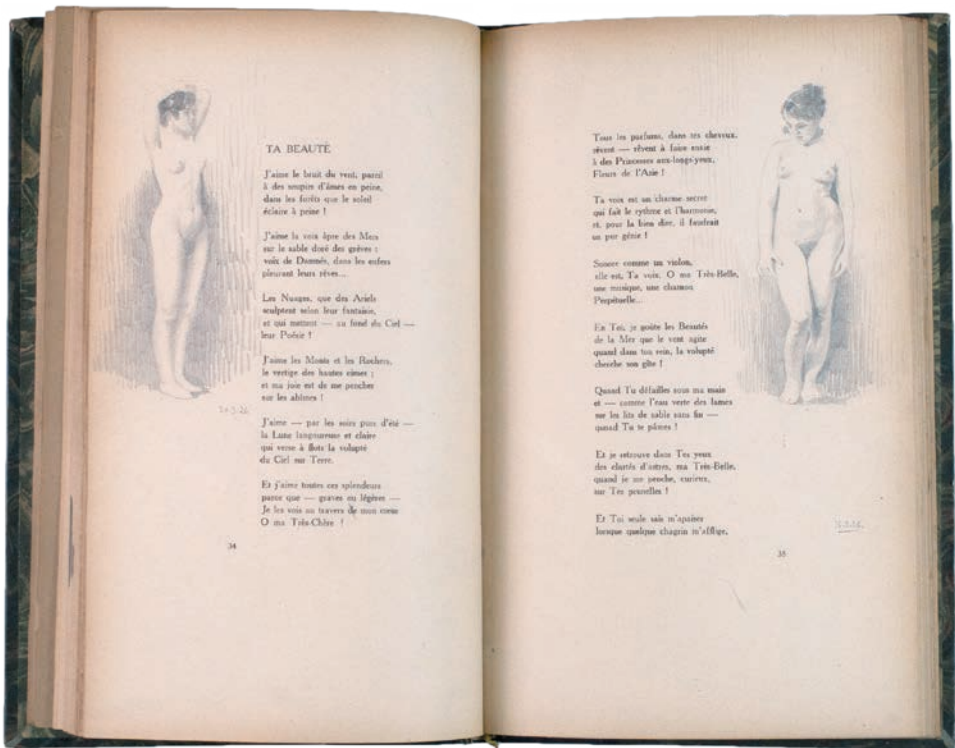 TA BEAUTÉ
J'aime le bruit du vent, pareil
à des soupirs d'âmes en peine,
dans les forêts que le soleil
éclaire à peine !
J'aime la voix âpre des Mers
sur le sable doré des grèves :
voix de Damnés, dans les enfers
pleurant leurs rêves...
Les Nuages, que des Ariels
sculptent selon leur fantaisie,
et qui mettent — au fond du Ciel —
leur Poésie !
J'aime les Monts et les Rochers,
le vertige des hautes cimes ;
et ma joie est de me pencher
sur les abîmes !
J'aime — par les soirs purs d'été —
la Lune langoureuse et claire
qui verse à flots la volupté
du Ciel sur Terre.
Et j'aime toutes ces splendeurs
parce que — graves ou légères —
Je les vois au travers de mon cœur
O ma Très-Chère !
34
Tous les parfums, dans tes cheveux,
rêvent — rêvent à faire envie
à des Princesses aux-longs-yeux,
Fleurs de l'Asie !
Ta voix est un charme secret
qui fait le rythme et l'harmonie,
et, pour la bien dire, il faudrait
un pur génie !
Sonore comme un violon,
elle est, Ta voix, O ma Très-Belle,
une musique, une chanson
Perpétuelle...
En Toi, je goûte les Beautés
de la Mer que le vent agite
quand dans ton sein, la volupté
cherche son gîte !
Quand Tu défailles sous ma main
et — comme l'eau verte des lames
sur les lits de sable sans fin —
quand Tu te pâmes !
Et je retrouve dans Tes yeux
des clartés d'astres, ma Très-Belle,
quand je me penche, curieux,
sur Tes prunelles !
Et Toi seule sais m'apaiser
lorsque quelque chagrin m'afflige,
35